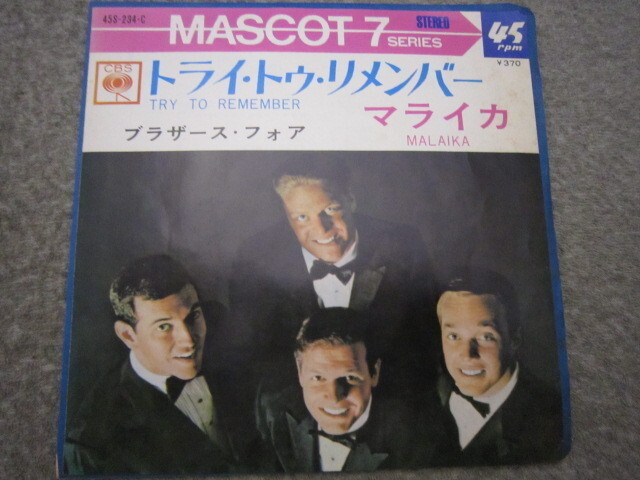 45S-234-C
MASCOT 7 SERIES
STEREO
45 rpm
¥370
CBS
トライ・トゥ・リメンバー
TRY TO REMEMBER
マライカ
MALAIKA
ブラザース・フォア